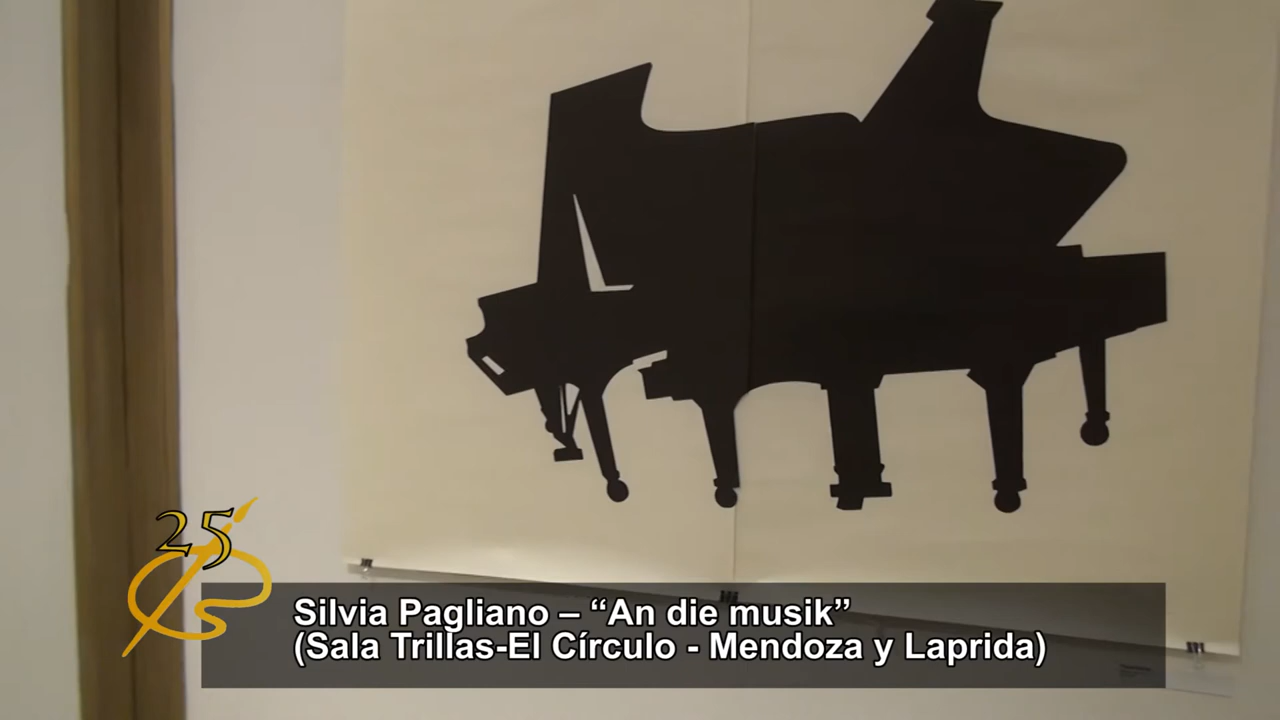 25
Silvia Pagliano – “An die musik”
(Sala Trillas-El Círculo - Mendoza y Laprida)